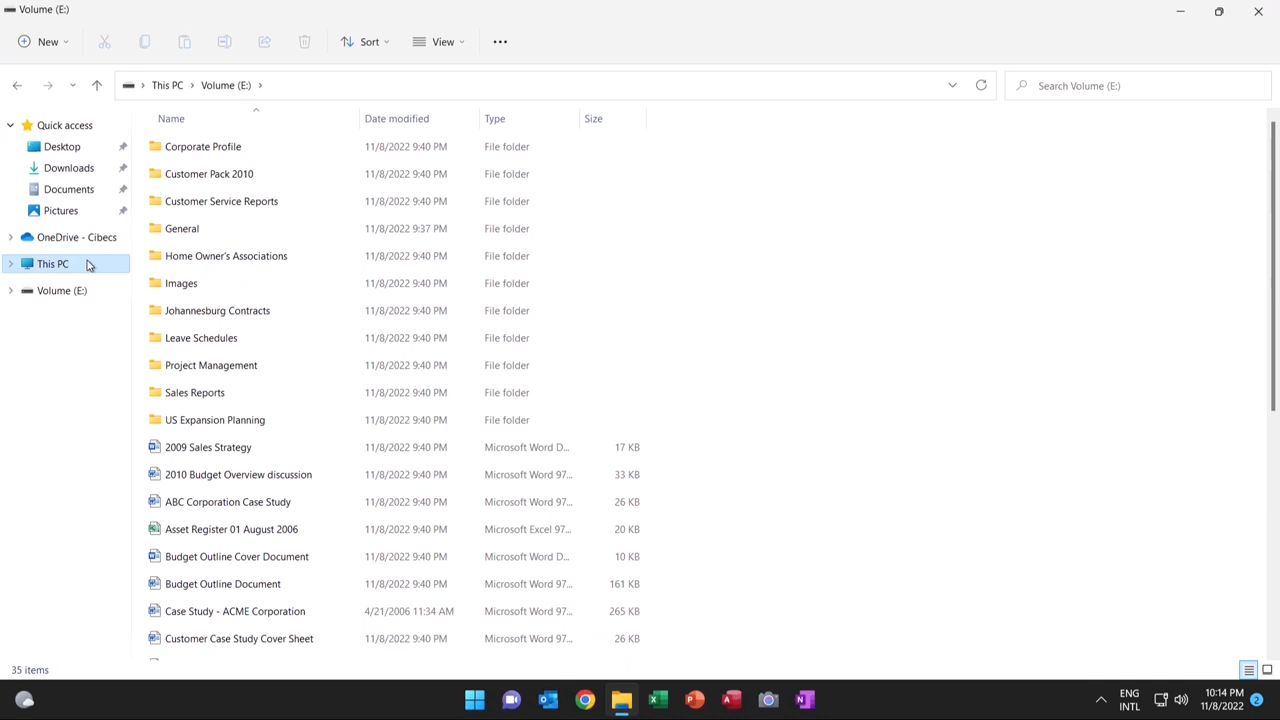 Volume (E:)
New
Sort
View
This PC > Volume (E:) >
Search Volume (E:)
Quick access
Desktop
Downloads
Documents
Pictures
OneDrive - Cibecs
This PC
Volume (E:)
Name Date modified Type Size
Corporate Profile 11/8/2022 9:40 PM File folder
Customer Pack 2010 11/8/2022 9:40 PM File folder
Customer Service Reports 11/8/2022 9:40 PM File folder
General 11/8/2022 9:37 PM File folder
Home Owner's Associations 11/8/2022 9:40 PM File folder
Images 11/8/2022 9:40 PM File folder
Johannesburg Contracts 11/8/2022 9:40 PM File folder
Leave Schedules 11/8/2022 9:40 PM File folder
Project Management 11/8/2022 9:40 PM File folder
Sales Reports 11/8/2022 9:40 PM File folder
US Expansion Planning 11/8/2022 9:40 PM File folder
2009 Sales Strategy 11/8/2022 9:40 PM Microsoft Word D... 17 KB
2010 Budget Overview discussion 11/8/2022 9:40 PM Microsoft Word 97... 33 KB
ABC Corporation Case Study 11/8/2022 9:40 PM Microsoft Word 97... 26 KB
Asset Register 01 August 2006 11/8/2022 9:40 PM Microsoft Excel 97... 20 KB
Budget Outline Cover Document 11/8/2022 9:40 PM Microsoft Word D... 10 KB
Budget Outline Document 11/8/2022 9:40 PM Microsoft Word 97... 161 KB
Case Study - ACME Corporation 4/21/2006 11:34 AM Microsoft Word 97... 265 KB
Customer Case Study Cover Sheet 11/8/2022 9:40 PM Microsoft Word 97... 26 KB
35 items
ENG
INTL
10:14 PM
11/8/2022
2